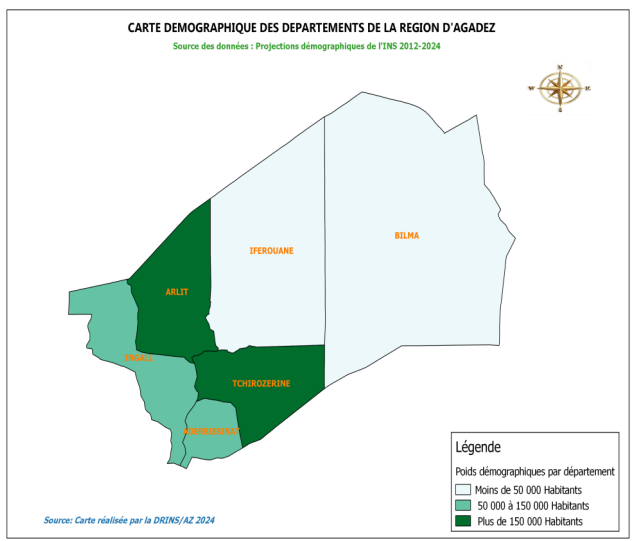 CARTE DEMOGRAPHIQUE DES DEPARTEMENTS DE LA REGION D'AGADEZ
Source des données : Projections démographiques de l'INS 2012-2024
N
W E
S
BILMA
IFEROUANE
ARLIT
INGALL
TCHIROZERINE
ADERBISSINAT
Légende
Poids démographiques par département
Moins de 50 000 Habitants
50 000 à 150 000 Habitants
Plus de 150 000 Habitants
Source: Carte réalisée par la DRINS/AZ 2024